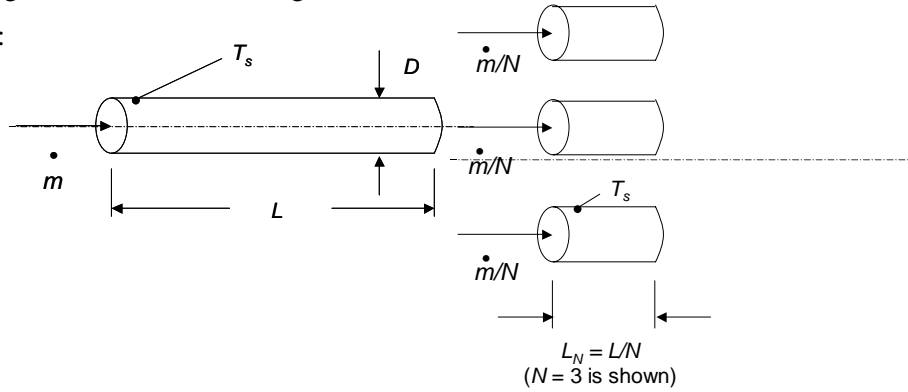 :
T_s
D
ṁ
L
ṁ/N
ṁ/N
T_s
ṁ/N
L_N = L/N
(N = 3 is shown)